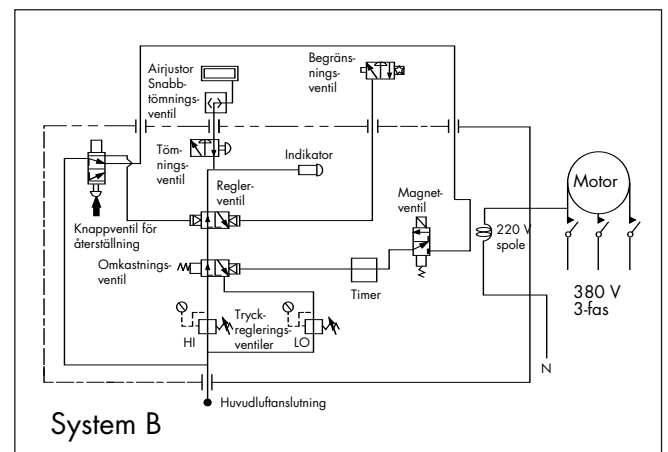 Airjustor
Snabb-
tömnings-
ventil
Begräns-
nings-
ventil
Töm-
nings-
ventil
Indikator
Regler-
ventil
Magnet-
ventil
Motor
Knappventil för
återställning
220 V
spole
Omkastnings-
ventil
Timer
380 V
3-fas
Tryck-
reglerings-
ventiler
HI
LO
N
Huvudluftanslutning
System B